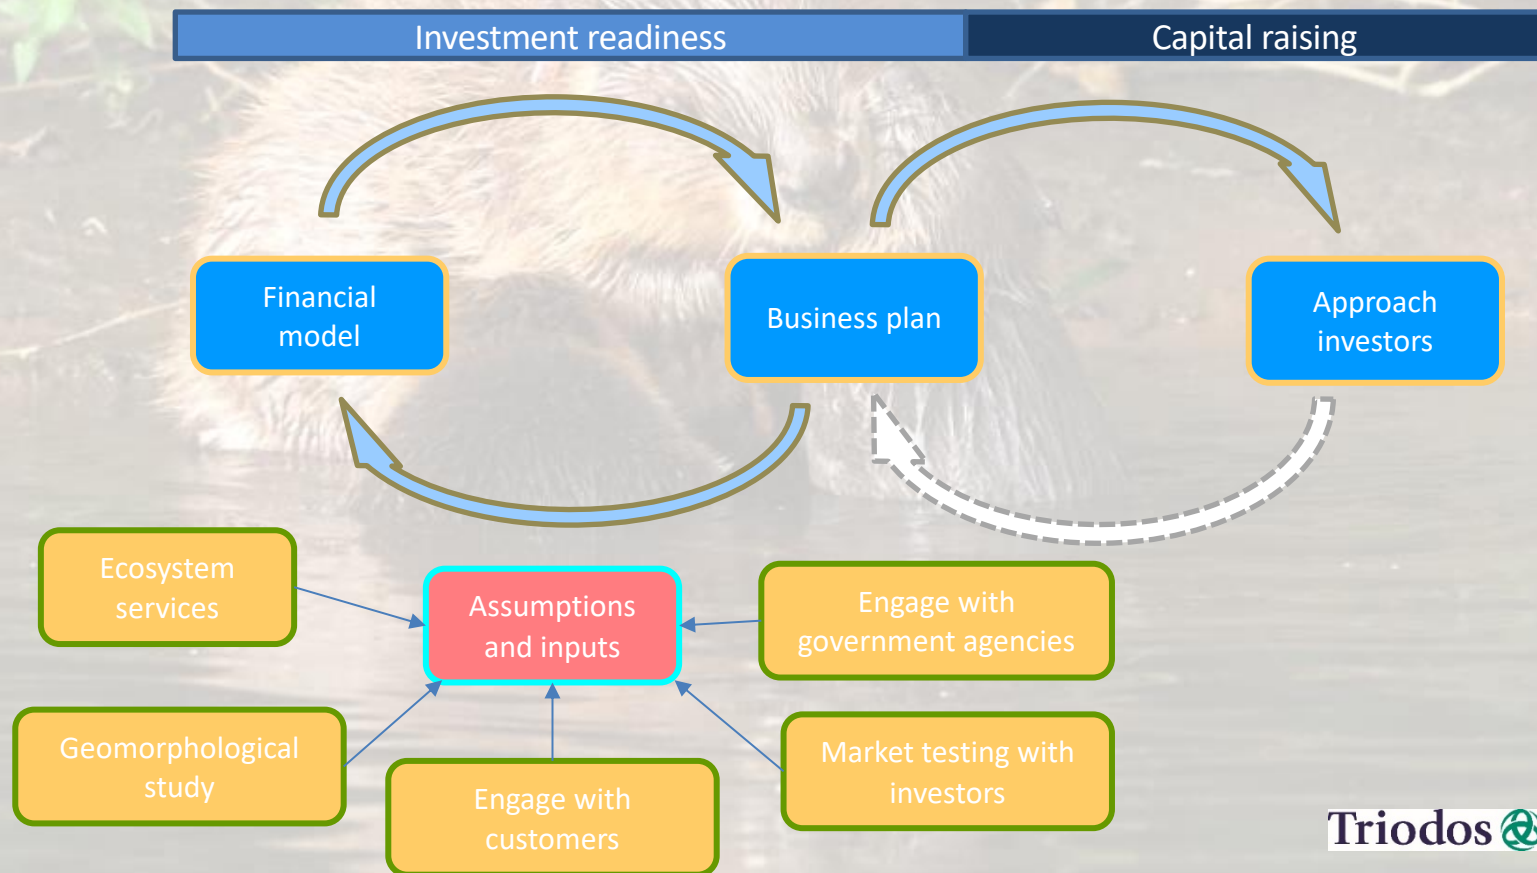 Investment readiness
Capital raising
Financial
model
Business plan
Approach
investors
Ecosystem
services
Assumptions
and inputs
Engage with
government agencies
Geomorphological
study
Engage with
customers
Market testing with
investors
Triodos